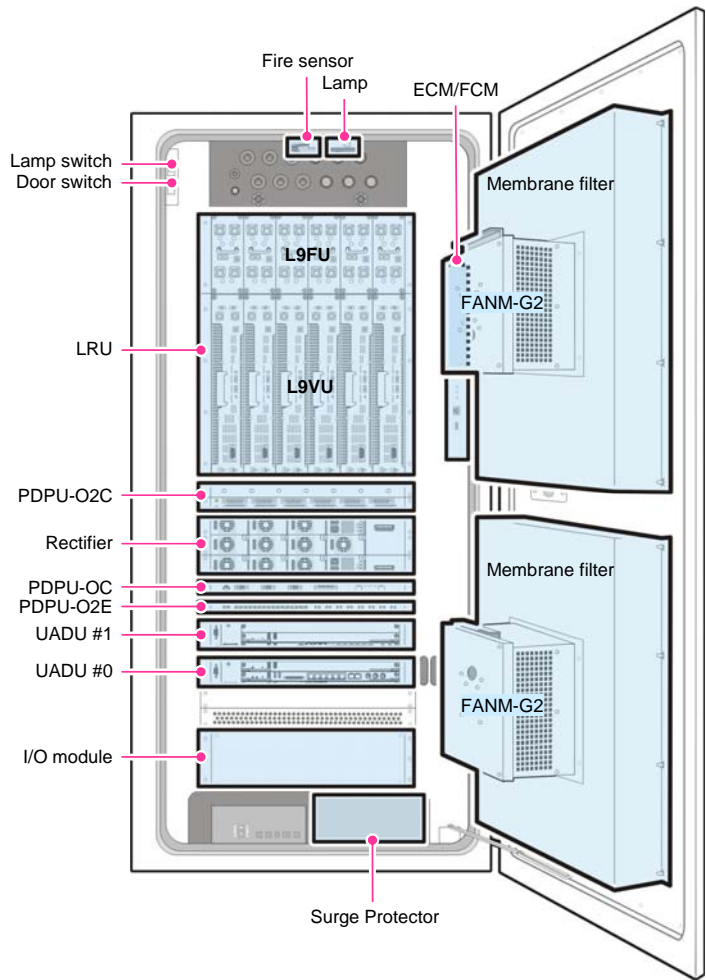 Fire sensor
Lamp
ECM/FCM
Lamp switch
Door switch
Membrane filter
L9FU
FANM-G2
LRU
L9VU
PDPU-O2C
Rectifier
PDPU-OC
PDPU-O2E
UADU #1
UADU #0
Membrane filter
FANM-G2
I/O module
Surge Protector